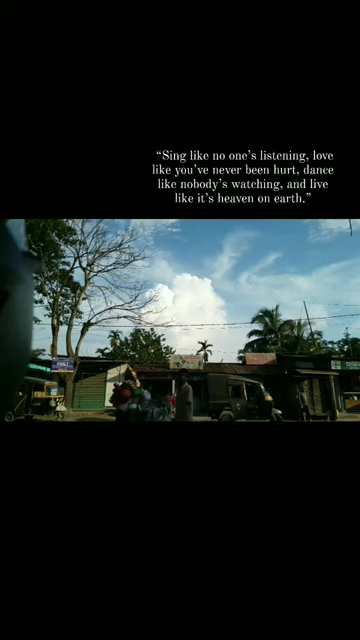 “Sing like no one’s listening, love
like you’ve never been hurt, dance
like nobody’s watching, and live
like it’s heaven on earth.”